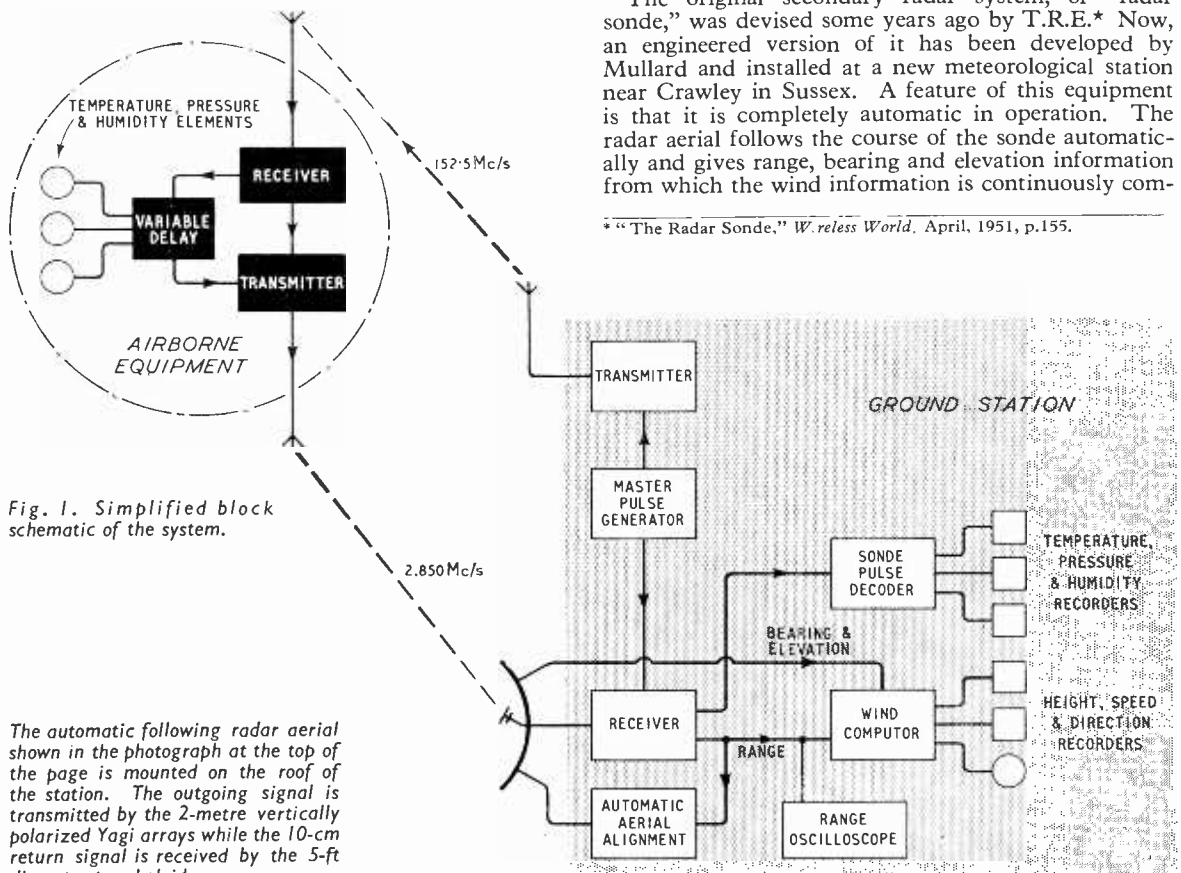 The original secondary radar system, or "radar
sonde," was devised some years ago by T.R.E.* Now,
an engineered version of it has been developed by
Mullard and installed at a new meteorological station
near Crawley in Sussex. A feature of this equipment
is that it is completely automatic in operation. The
radar aerial follows the course of the sonde automatic-
ally and gives range, bearing and elevation information
from which the wind information is continuously com-
* "The Radar Sonde," W.reless World, April, 1951, p.155.
TEMPERATURE, PRESSURE
& HUMIDITY ELEMENTS
RECEIVER
VARIABLE
DELAY
TRANSMITTER
AIRBORNE
EQUIPMENT
152·5Mc/s
2.850Mc/s
Fig. 1. Simplified block
schematic of the system.
TRANSMITTER
GROUND STATION
MASTER
PULSE
GENERATOR
SONDE
PULSE
DECODER
TEMPERATURE,
PRESSURE
& HUMIDITY
RECORDERS
BEARING &
ELEVATION
RECEIVER
RANGE
WIND
COMPUTOR
HEIGHT, SPEED
& DIRECTION
RECORDERS
AUTOMATIC
AERIAL
ALIGNMENT
RANGE
OSCILLOSCOPE
The automatic following radar aerial
shown in the photograph at the top of
the page is mounted on the roof of
the station. The outgoing signal is
transmitted by the 2-metre vertically
polarized Yagi arrays while the 10-cm
return signal is received by the 5-ft